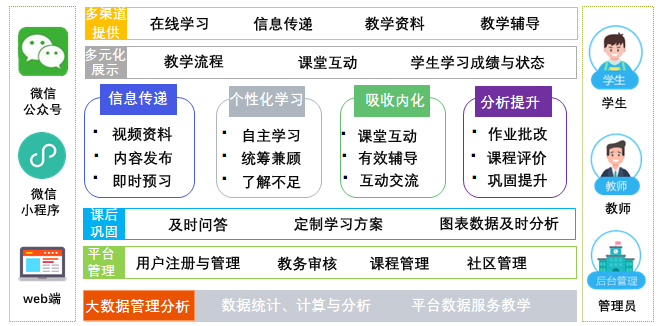 微信
公众号
微信
小程序
web端
多渠道
提供
在线学习 信息传递 教学资料 教学辅导
多元化
展示
教学流程 课堂互动 学生学习成绩与状态
信息传递
▪ 视频资料
▪ 内容发布
▪ 即时预习
个性化学习
▪ 自主学习
▪ 统筹兼顾
▪ 了解不足
吸收内化
▪ 课堂互动
▪ 有效辅导
▪ 互动交流
分析提升
▪ 作业批改
▪ 课程评价
▪ 巩固提升
课后
巩固
及时问答 定制学习方案 图表数据及时分析
平台
管理
用户注册与管理 教务审核 课程管理 社区管理
大数据管理分析 数据统计、计算与分析 平台数据服务教学
学生
学生
教师
教师
后台管理
管理员